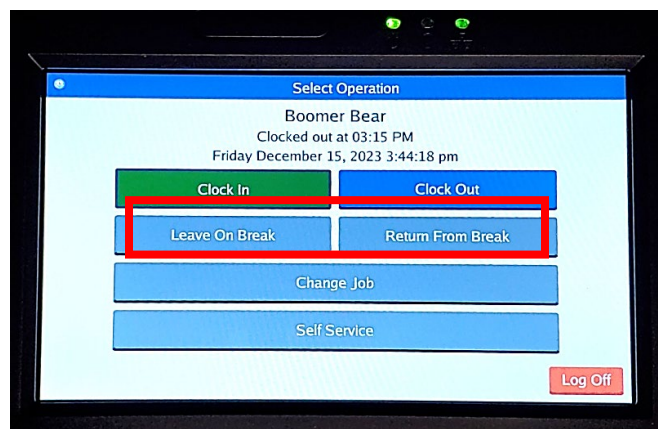 Select Operation
Boomer Bear
Clocked out at 03:15 PM
Friday December 15, 2023 3:44:18 pm
Clock In Clock Out
Leave On Break Return From Break
Change Job
Self Service
Log Off